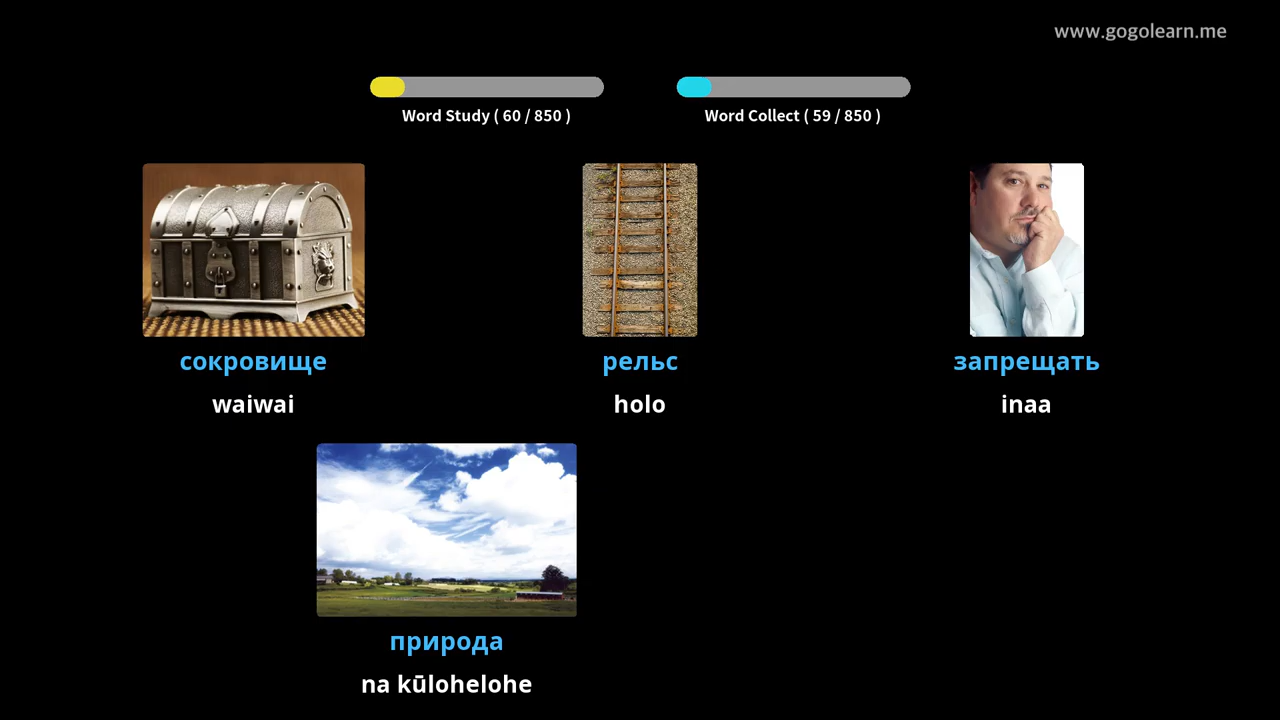 www.gogolearn.me
Word Study ( 60 / 850 )
Word Collect ( 59 / 850 )
сокровище
waiwai
рельс
holo
запрещать
inaa
природа
na kūlohelohe